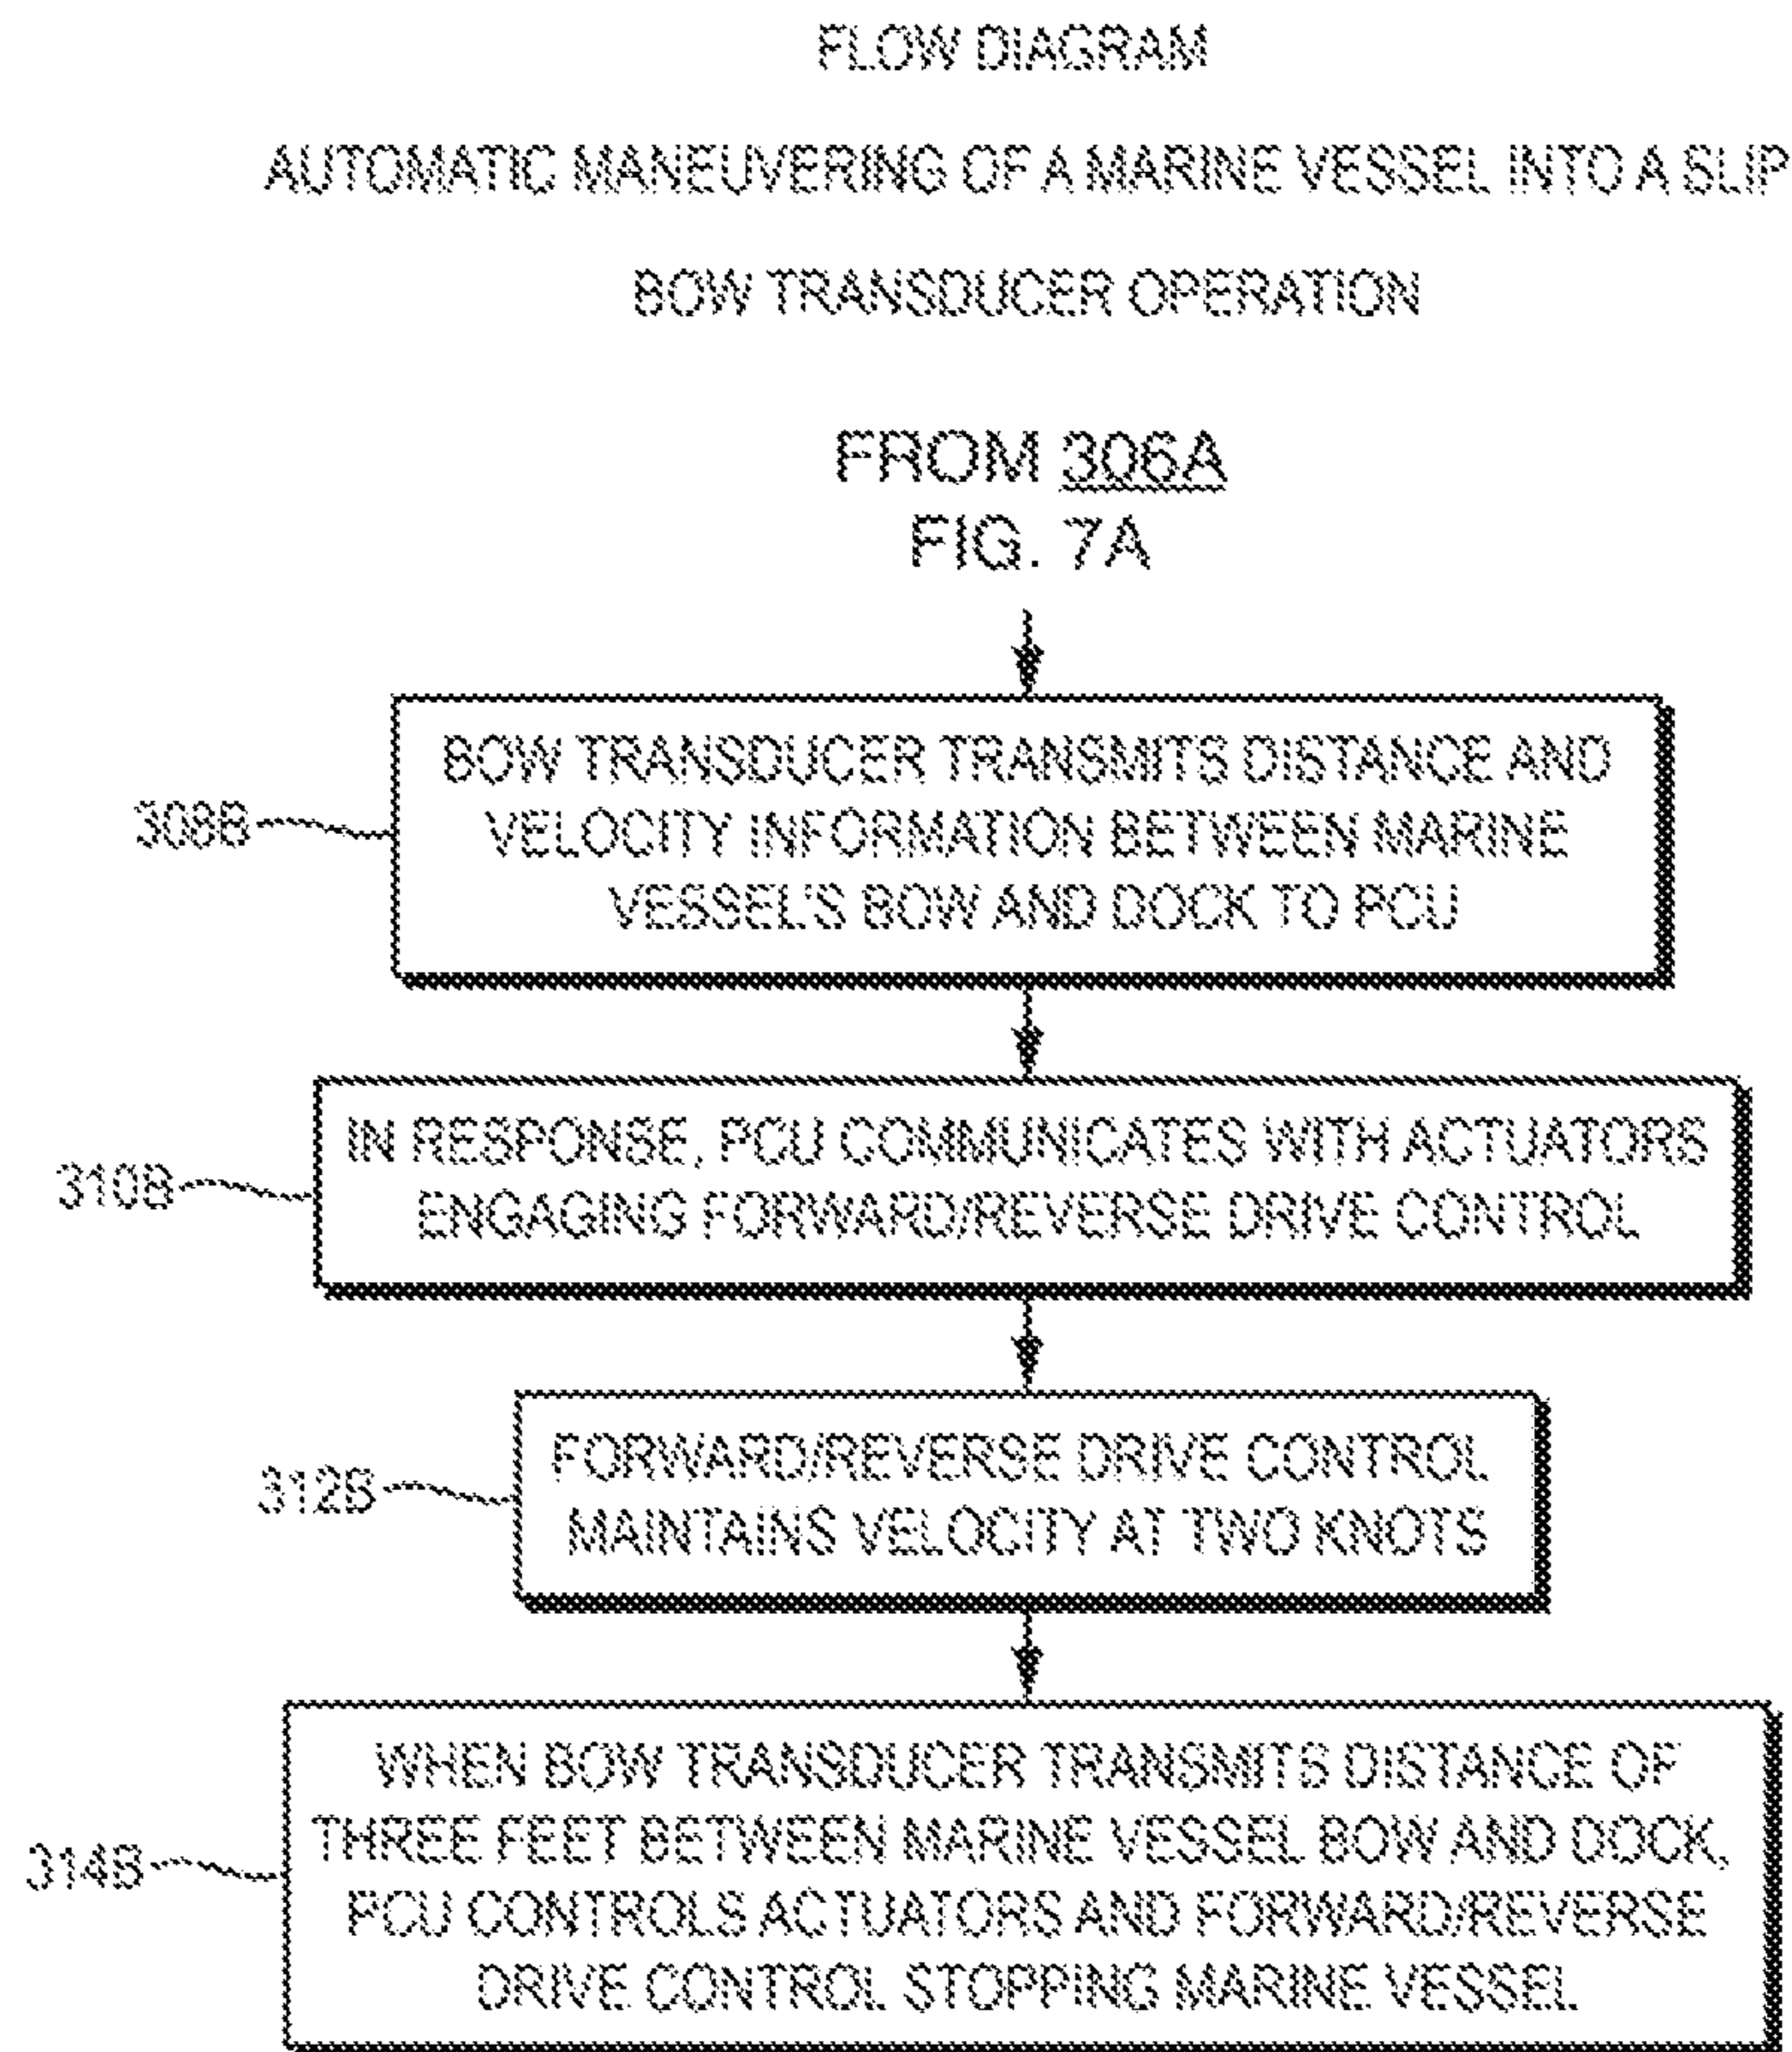 FLOW DIAGRAM
AUTOMATIC MANEUVERING OF A MARINE VESSEL INTO A SLIP
BOW TRANSDUCER OPERATION
FROM 306A
FIG. 7A
308B
BOW TRANSDUCER TRANSMITS DISTANCE AND
VELOCITY INFORMATION BETWEEN MARINE
VESSEL'S BOW AND DOCK TO PCU
310B
IN RESPONSE, PCU COMMUNICATES WITH ACTUATORS
ENGAGING FORWARD/REVERSE DRIVE CONTROL
312B
FORWARD/REVERSE DRIVE CONTROL
MAINTAINS VELOCITY AT TWO KNOTS
314B
WHEN BOW TRANSDUCER TRANSMITS DISTANCE OF
THREE FEET BETWEEN MARINE VESSEL BOW AND DOCK,
PCU CONTROLS ACTUATORS AND FORWARD/REVERSE
DRIVE CONTROL STOPPING MARINE VESSEL